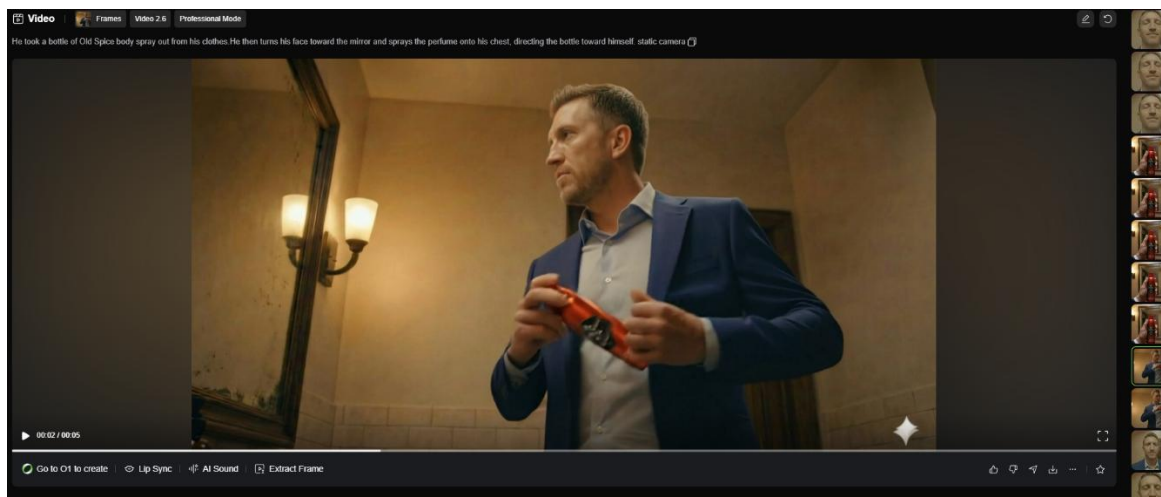 Video Frames Video 2.6 Professional Mode
He took a bottle of Old Spice body spray out from his clothes.He then turns his face toward the mirror and sprays the perfume onto his chest, directing the bottle toward himself. static camera
00:02 / 00:05
Go to O1 to create Lip Sync AI Sound Extract Frame